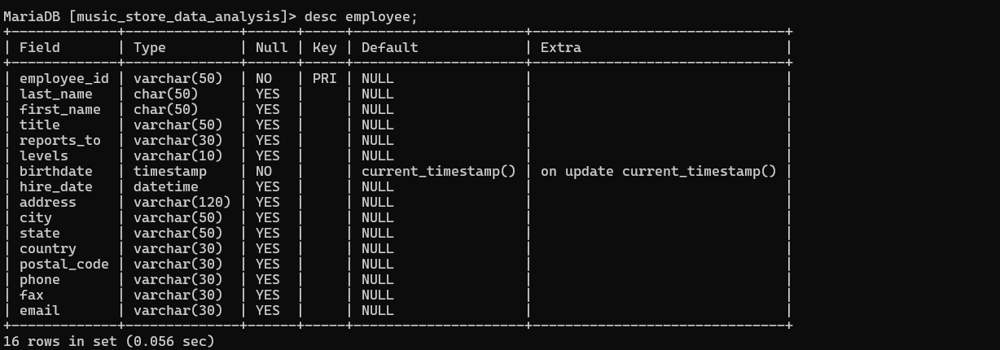 MariaDB [music_store_data_analysis]> desc employee;
+-------------+--------------+------+-----+---------------------+-------------------------------+
| Field       | Type         | Null | Key | Default             | Extra                         |
+-------------+--------------+------+-----+---------------------+-------------------------------+
| employee_id | varchar(50)  | NO   | PRI | NULL                |                               |
| last_name   | char(50)     | YES  |     | NULL                |                               |
| first_name  | char(50)     | YES  |     | NULL                |                               |
| title       | varchar(50)  | YES  |     | NULL                |                               |
| reports_to  | varchar(30)  | YES  |     | NULL                |                               |
| levels      | varchar(10)  | YES  |     | NULL                |                               |
| birthdate   | timestamp    | NO   |     | current_timestamp() | on update current_timestamp() |
| hire_date   | datetime     | YES  |     | NULL                |                               |
| address     | varchar(120) | YES  |     | NULL                |                               |
| city        | varchar(50)  | YES  |     | NULL                |                               |
| state       | varchar(50)  | YES  |     | NULL                |                               |
| country     | varchar(30)  | YES  |     | NULL                |                               |
| postal_code | varchar(30)  | YES  |     | NULL                |                               |
| phone       | varchar(30)  | YES  |     | NULL                |                               |
| fax         | varchar(30)  | YES  |     | NULL                |                               |
| email       | varchar(30)  | YES  |     | NULL                |                               |
+-------------+--------------+------+-----+---------------------+-------------------------------+
16 rows in set (0.056 sec)